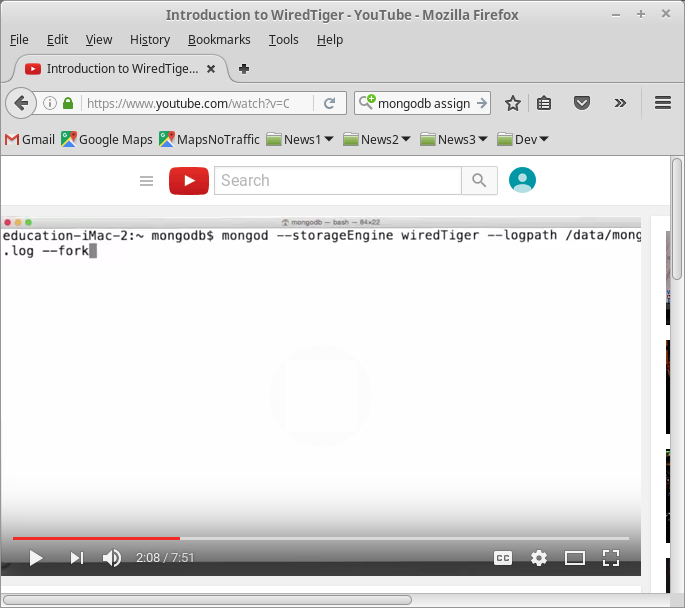 Introduction to WiredTiger - YouTube - Mozilla Firefox
File Edit View History Bookmarks Tools Help
Introduction to WiredTige...
https://www.youtube.com/watch?v=C
mongodb assign
Gmail Google Maps MapsNoTraffic News1 News2 News3 Dev
Search
mongodb — bash — 84×22
education-iMac-2:~ mongodb$ mongod --storageEngine wiredTiger --logpath /data/mong
.log --fork
2:08 / 7:51
CC